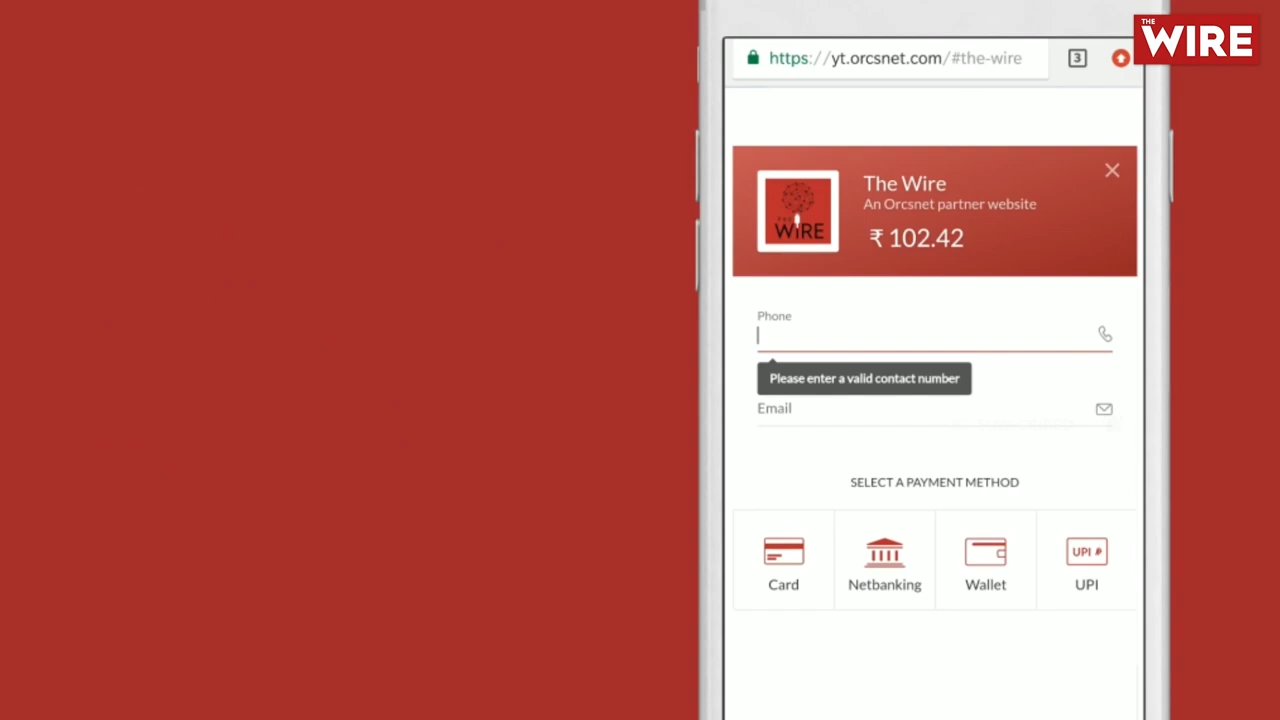 THE
WIRE
https://yt.orcsnet.com/#the-wire
3
The Wire
An Orcsnet partner website
₹ 102.42
THE
WIRE
Phone
Please enter a valid contact number
Email
SELECT A PAYMENT METHOD
Card
Netbanking
Wallet
UPI
UPI